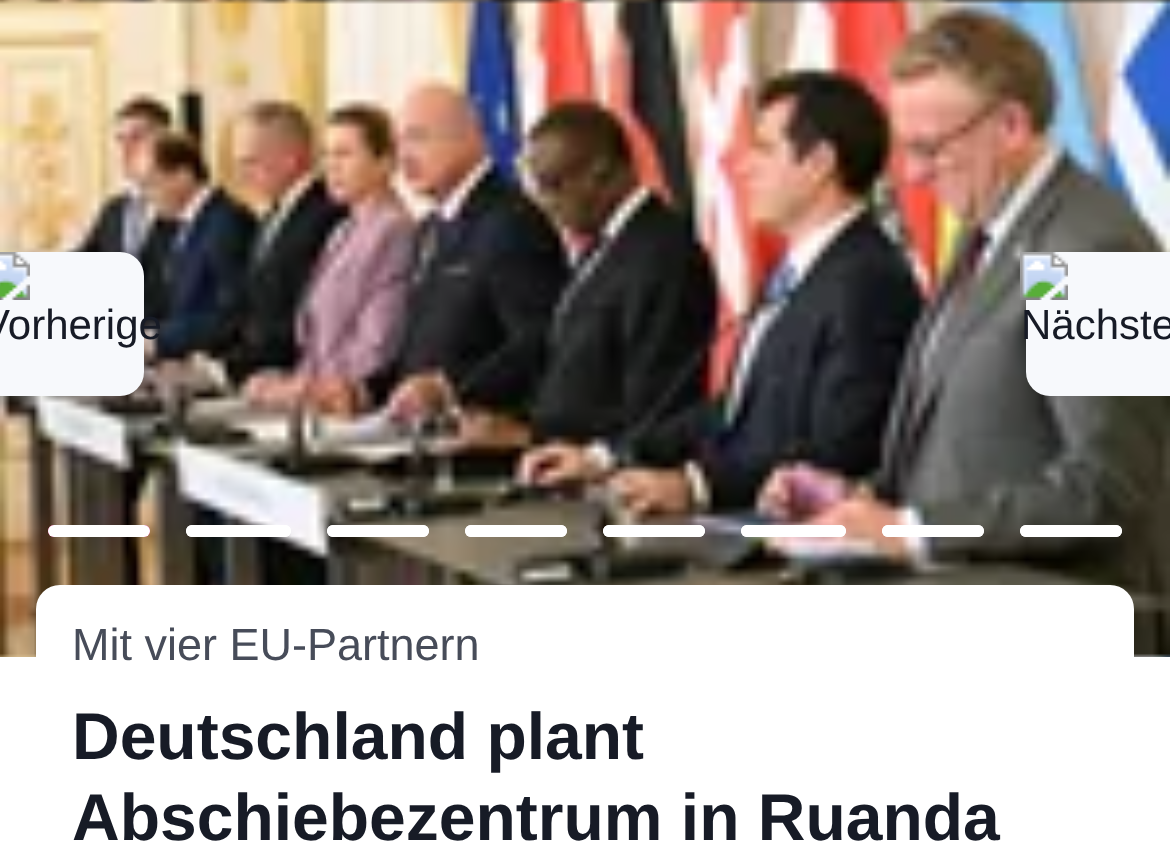 Vorherige
Nächste
Mit vier EU-Partnern
Deutschland plant
Abschiebezentrum in Ruanda